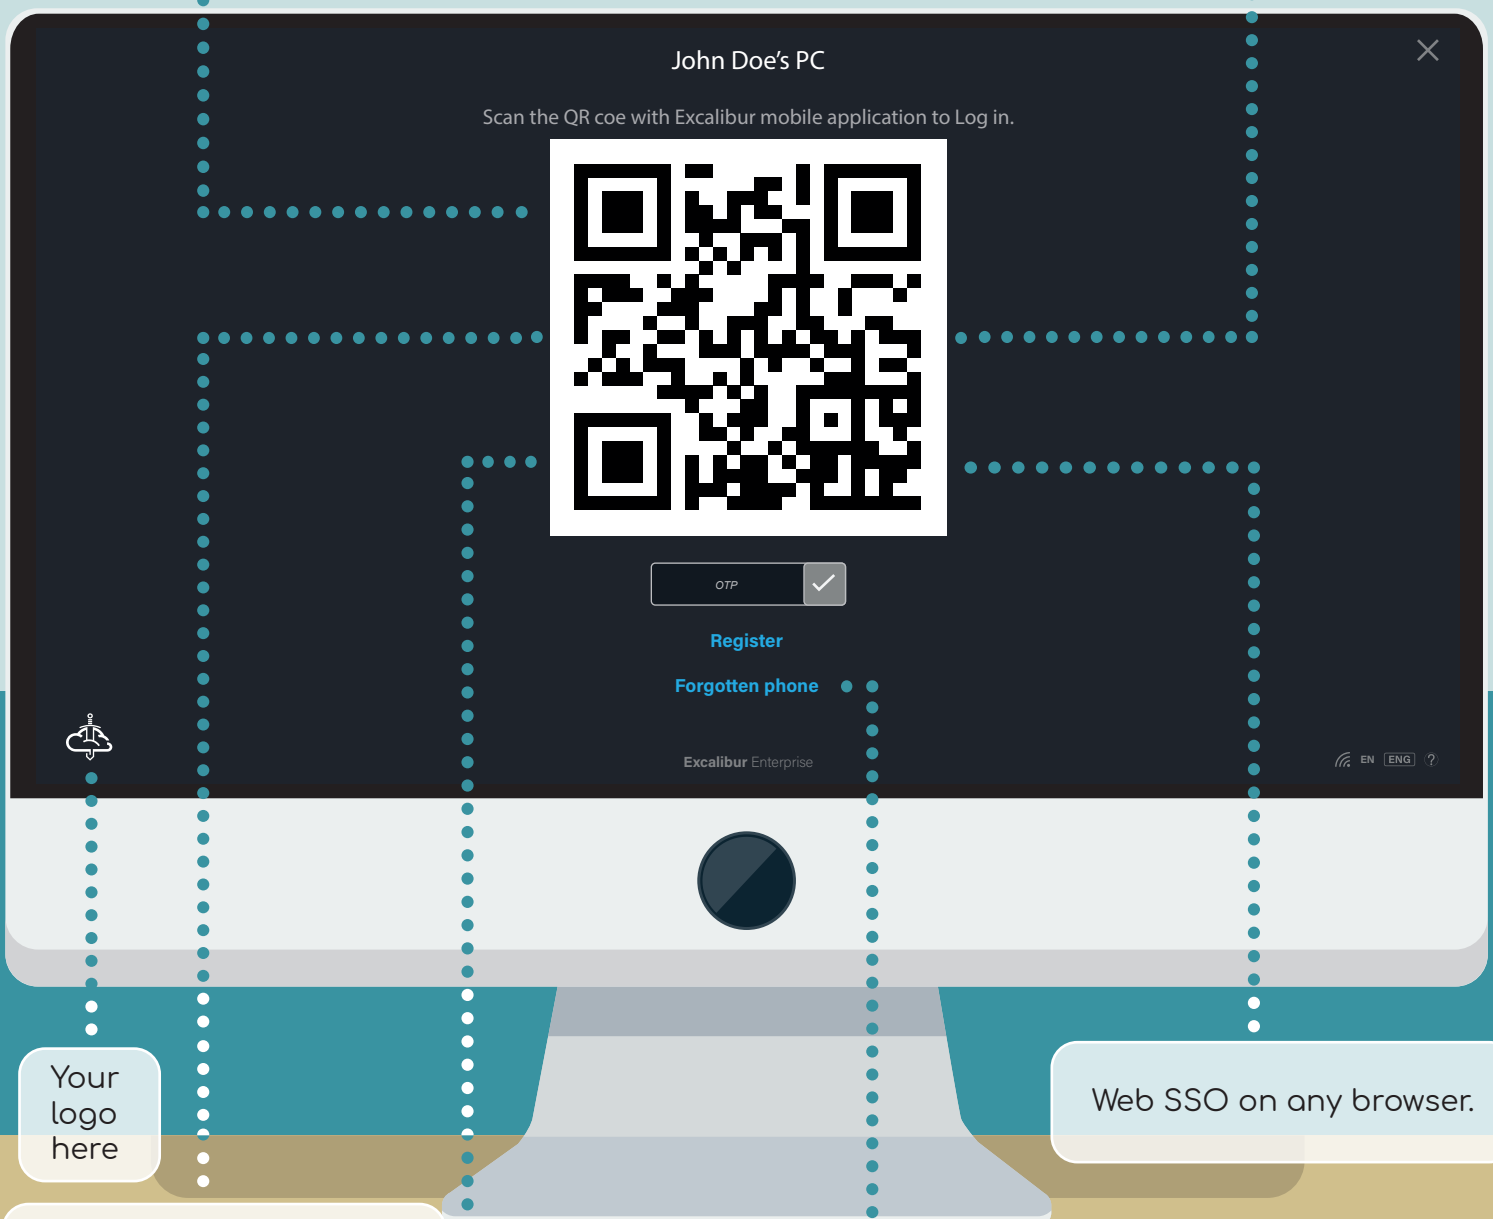 John Doe's PC
Scan the QR coe with Excalibur mobile application to Log in.
OTP
Register
Forgotten phone
Excalibur Enterprise
EN ENG ?
Your
logo
here
Web SSO on any browser.